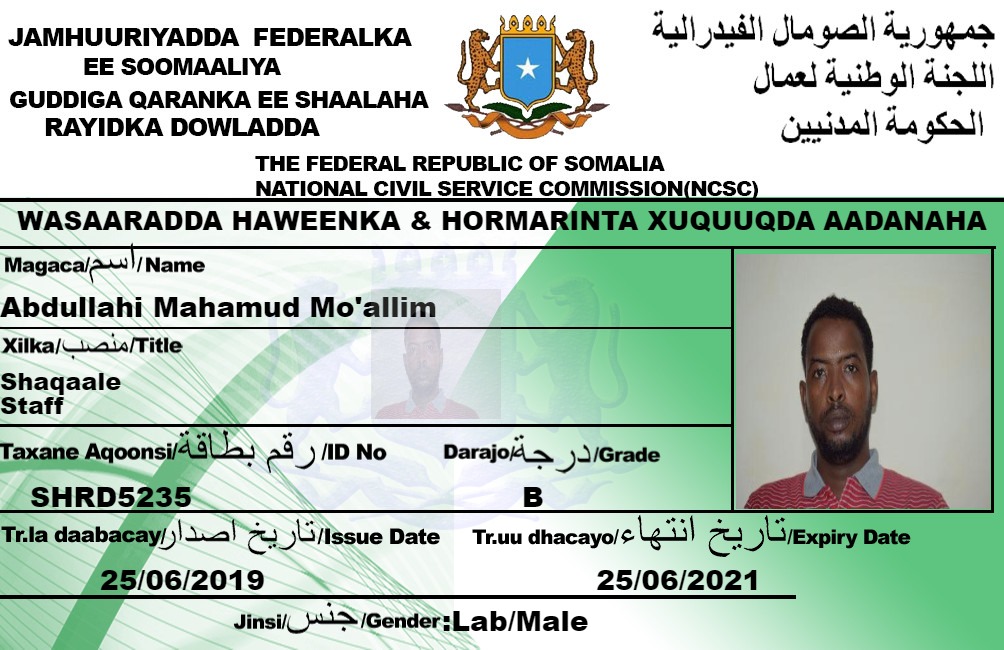 JAMHUURIYADDA FEDERALKA
EE SOOMAALIYA
GUDDIGA QARANKA EE SHAALAHA
RAYIDKA DOWLADDA
جمهورية الصومال الفيدرالية
اللجنة الوطنية لعمال
الحكومة المدنيين
THE FEDERAL REPUBLIC OF SOMALIA
NATIONAL CIVIL SERVICE COMMISSION(NCSC)
WASAARADDA HAWEENKA & HORMARINTA XUQUUQDA AADANAHA
Magaca/اسم/Name
Abdullahi Mahamud Mo'allim
Xilka/منصب/Title
Shaqaale
Staff
Taxane Aqoonsi/رقم بطاقة/ID No
SHRD5235
Darajo/درجة/Grade
B
Tr.la daabacay/تاريخ اصدار/Issue Date
25/06/2019
Tr.uu dhacayo/تاريخ انتهاء/Expiry Date
25/06/2021
Jinsi/جنس/Gender:Lab/Male